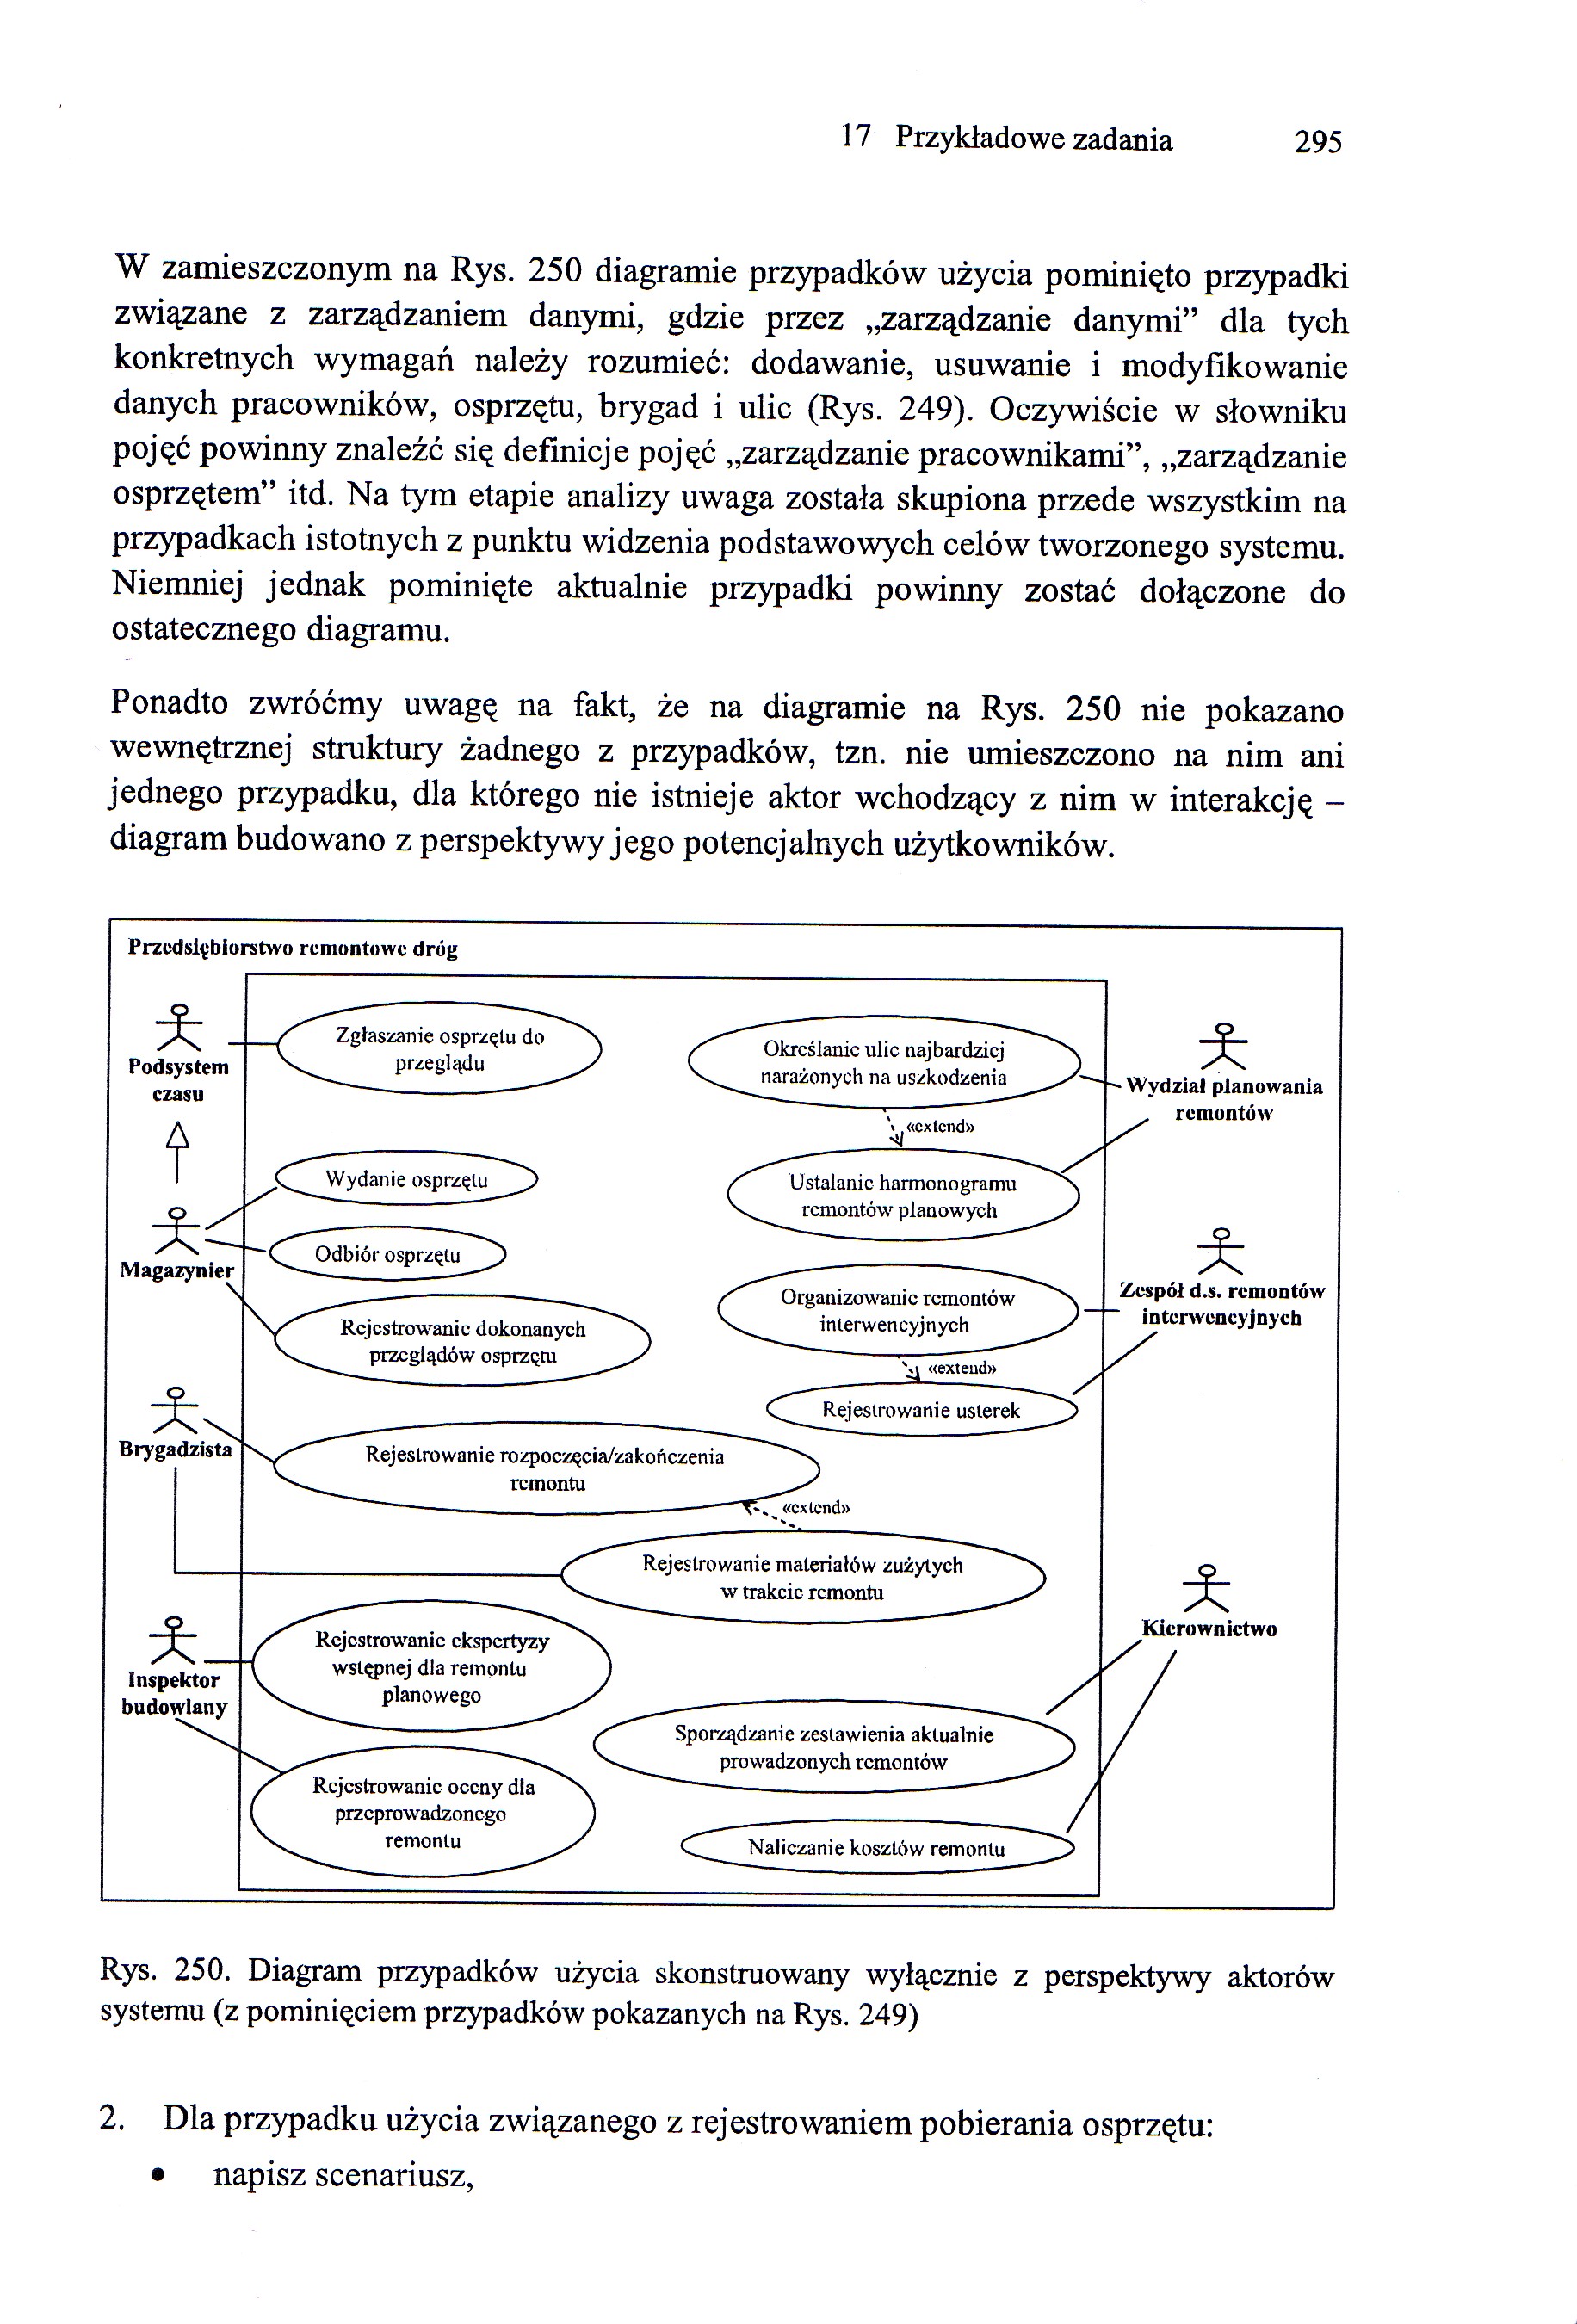 17 Przykładowe zadania 295
W zamieszczonym na Rys. 250 diagramie przypadków użycia pominięto przypadki
związane z zarządzaniem danymi, gdzie przez „zarządzanie danymi” dla tych
konkretnych wymagań należy rozumieć: dodawanie, usuwanie i modyfikowanie
danych pracowników, osprzętu, brygad i ulic (Rys. 249). Oczywiście w słowniku
pojęć powinny znaleźć się definicje pojęć „zarządzanie pracownikami”, „zarządzanie
osprzętem” itd. Na tym etapie analizy uwaga została skupiona przede wszystkim na
przypadkach istotnych z punktu widzenia podstawowych celów tworzonego systemu.
Niemniej jednak pominięte aktualnie przypadki powinny zostać dołączone do
ostatecznego diagramu.
Ponadto zwróćmy uwagę na fakt, że na diagramie na Rys. 250 nie pokazano
wewnętrznej struktury żadnego z przypadków, tzn. nie umieszczono na nim ani
jednego przypadku, dla którego nie istnieje aktor wchodzący z nim w interakcję –
diagram budowano z perspektywy jego potencjalnych użytkowników.
Przedsiębiorstwo remontowe dróg
Podsystem
czasu
Zgłaszanie osprzętu do
przeglądu
Określanie ulic najbardziej
narażonych na uszkodzenia
Wydział planowania
remontów
«extend»
Wydanie osprzętu
Ustalanie harmonogramu
remontów planowych
Magazynier
Odbiór osprzętu
Organizowanie remontów
interwencyjnych
Zespół d.s. remontów
interwencyjnych
Rejestrowanie dokonanych
przeglądów osprzętu
«extend»
Rejestrowanie usterek
Brygadzista
Rejestrowanie rozpoczęcia/zakończenia
remontu
«extend»
Rejestrowanie materiałów zużytych
w trakcie remontu
Kierownictwo
Inspektor
budowlany
Rejestrowanie ekspertyzy
wstępnej dla remontu
planowego
Sporządzanie zestawienia aktualnie
prowadzonych remontów
Rejestrowanie oceny dla
przeprowadzonego
remontu
Naliczanie kosztów remontu
Rys. 250. Diagram przypadków użycia skonstruowany wyłącznie z perspektywy aktorów
systemu (z pominięciem przypadków pokazanych na Rys. 249)
2. Dla przypadku użycia związanego z rejestrowaniem pobierania osprzętu:
• napisz scenariusz,